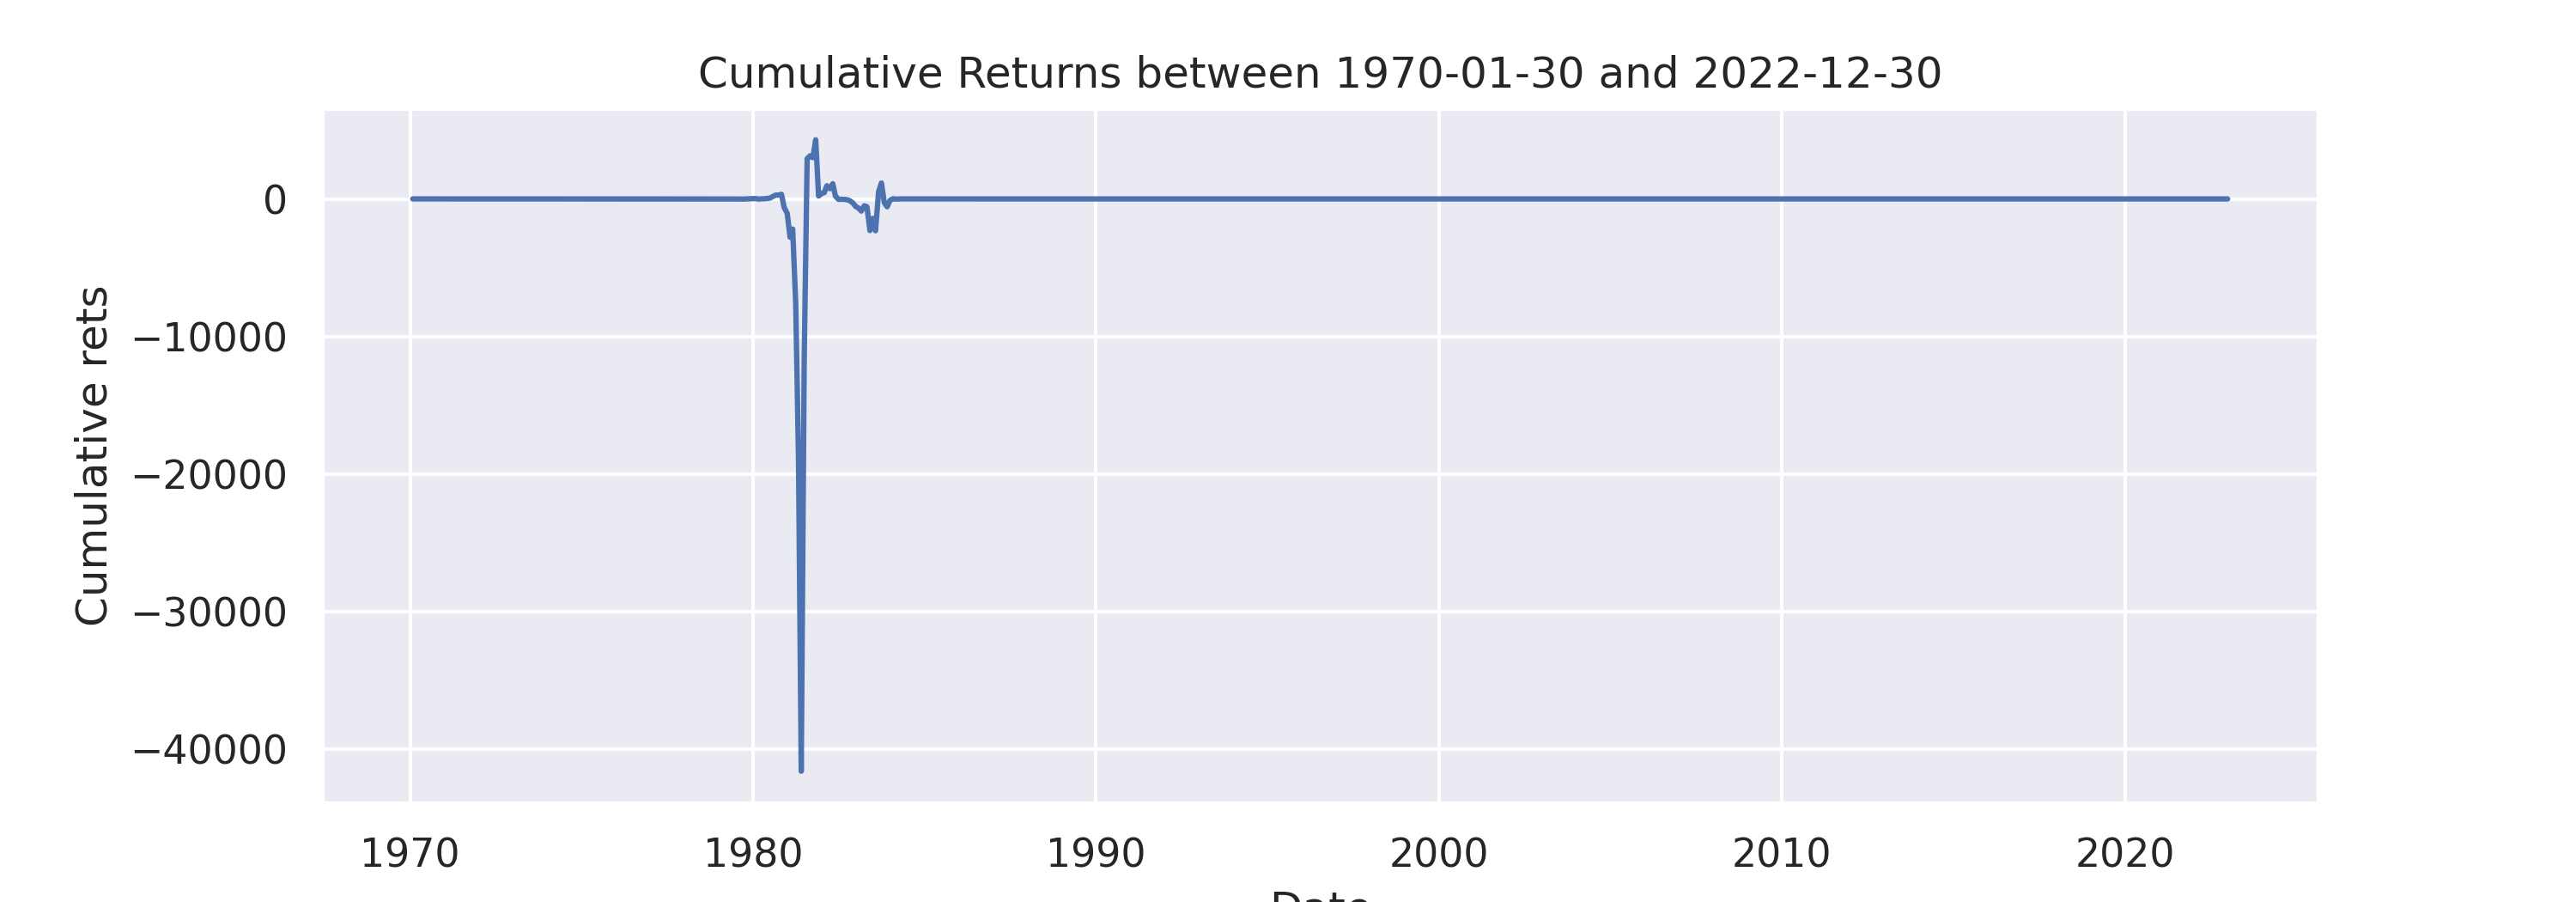 Cumulative Returns between 1970-01-30 and 2022-12-30
Cumulative rets
0
−10000
−20000
−30000
−40000
1970 1980 1990 2000 2010 2020
Date